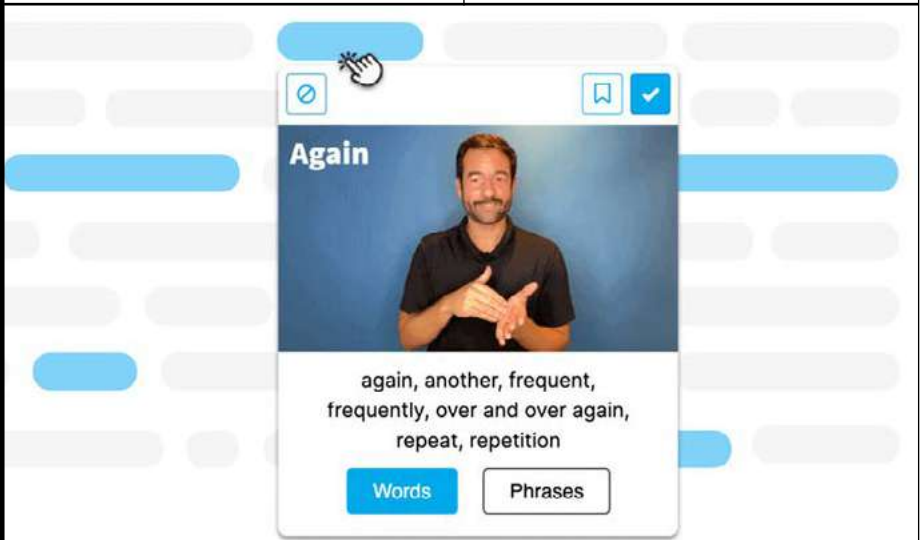 Again
again, another, frequent,
frequently, over and over again,
repeat, repetition
Words
Phrases